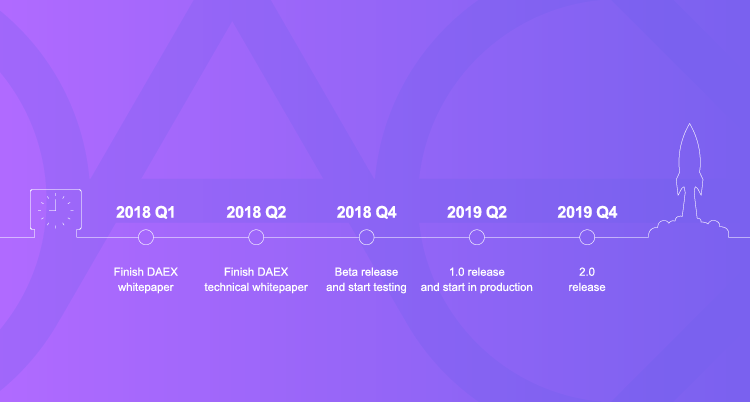 2018 Q1
2018 Q2
2018 Q4
2019 Q2
2019 Q4
Finish DAEX
whitepaper
Finish DAEX
technical whitepaper
Beta release
and start testing
1.0 release
and start in production
2.0
release